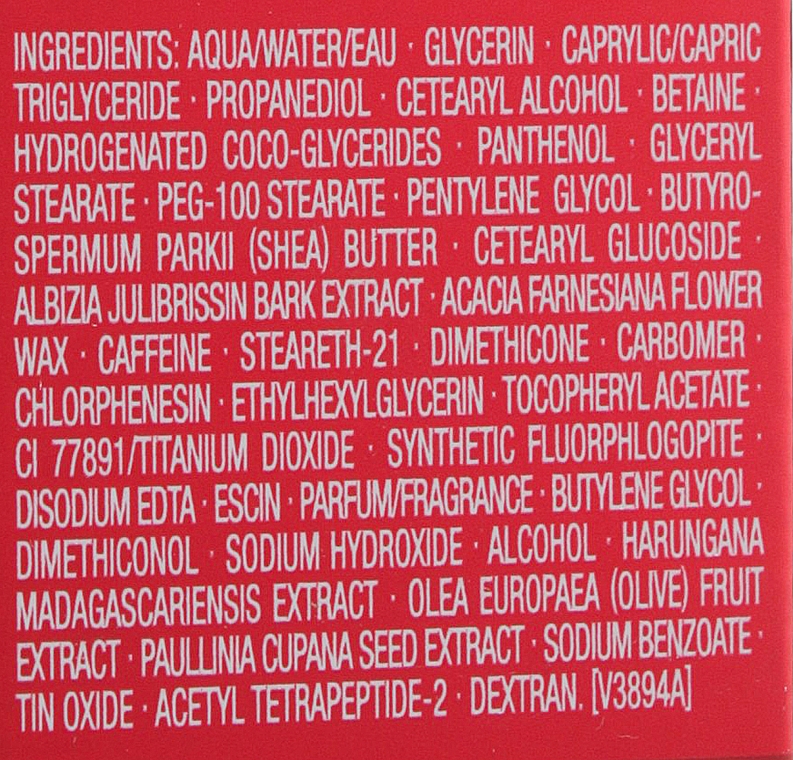 INGREDIENTS: AQUA/WATER/EAU · GLYCERIN · CAPRYLIC/CAPRIC
TRIGLYCERIDE · PROPANEDIOL · CETEARYL ALCOHOL · BETAINE ·
HYDROGENATED COCO-GLYCERIDES · PANTHENOL · GLYCERYL
STEARATE · PEG-100 STEARATE · PENTYLENE GLYCOL · BUTYRO-
SPERMUM PARKII (SHEA) BUTTER · CETEARYL GLUCOSIDE ·
ALBIZIA JULIBRISSIN BARK EXTRACT · ACACIA FARNESIANA FLOWER
WAX · CAFFEINE · STEARETH-21 · DIMETHICONE · CARBOMER ·
CHLORPHENESIN · ETHYLHEXYLGLYCERIN · TOCOPHERYL ACETATE ·
CI 77891/TITANIUM DIOXIDE · SYNTHETIC FLUORPHLOGOPITE ·
DISODIUM EDTA · ESCIN · PARFUM/FRAGRANCE · BUTYLENE GLYCOL ·
DIMETHICONOL · SODIUM HYDROXIDE · ALCOHOL · HARUNGANA
MADAGASCARIENSIS EXTRACT · OLEA EUROPAEA (OLIVE) FRUIT
EXTRACT · PAULLINIA CUPANA SEED EXTRACT · SODIUM BENZOATE ·
TIN OXIDE · ACETYL TETRAPEPTIDE-2 · DEXTRAN. [V3894A]